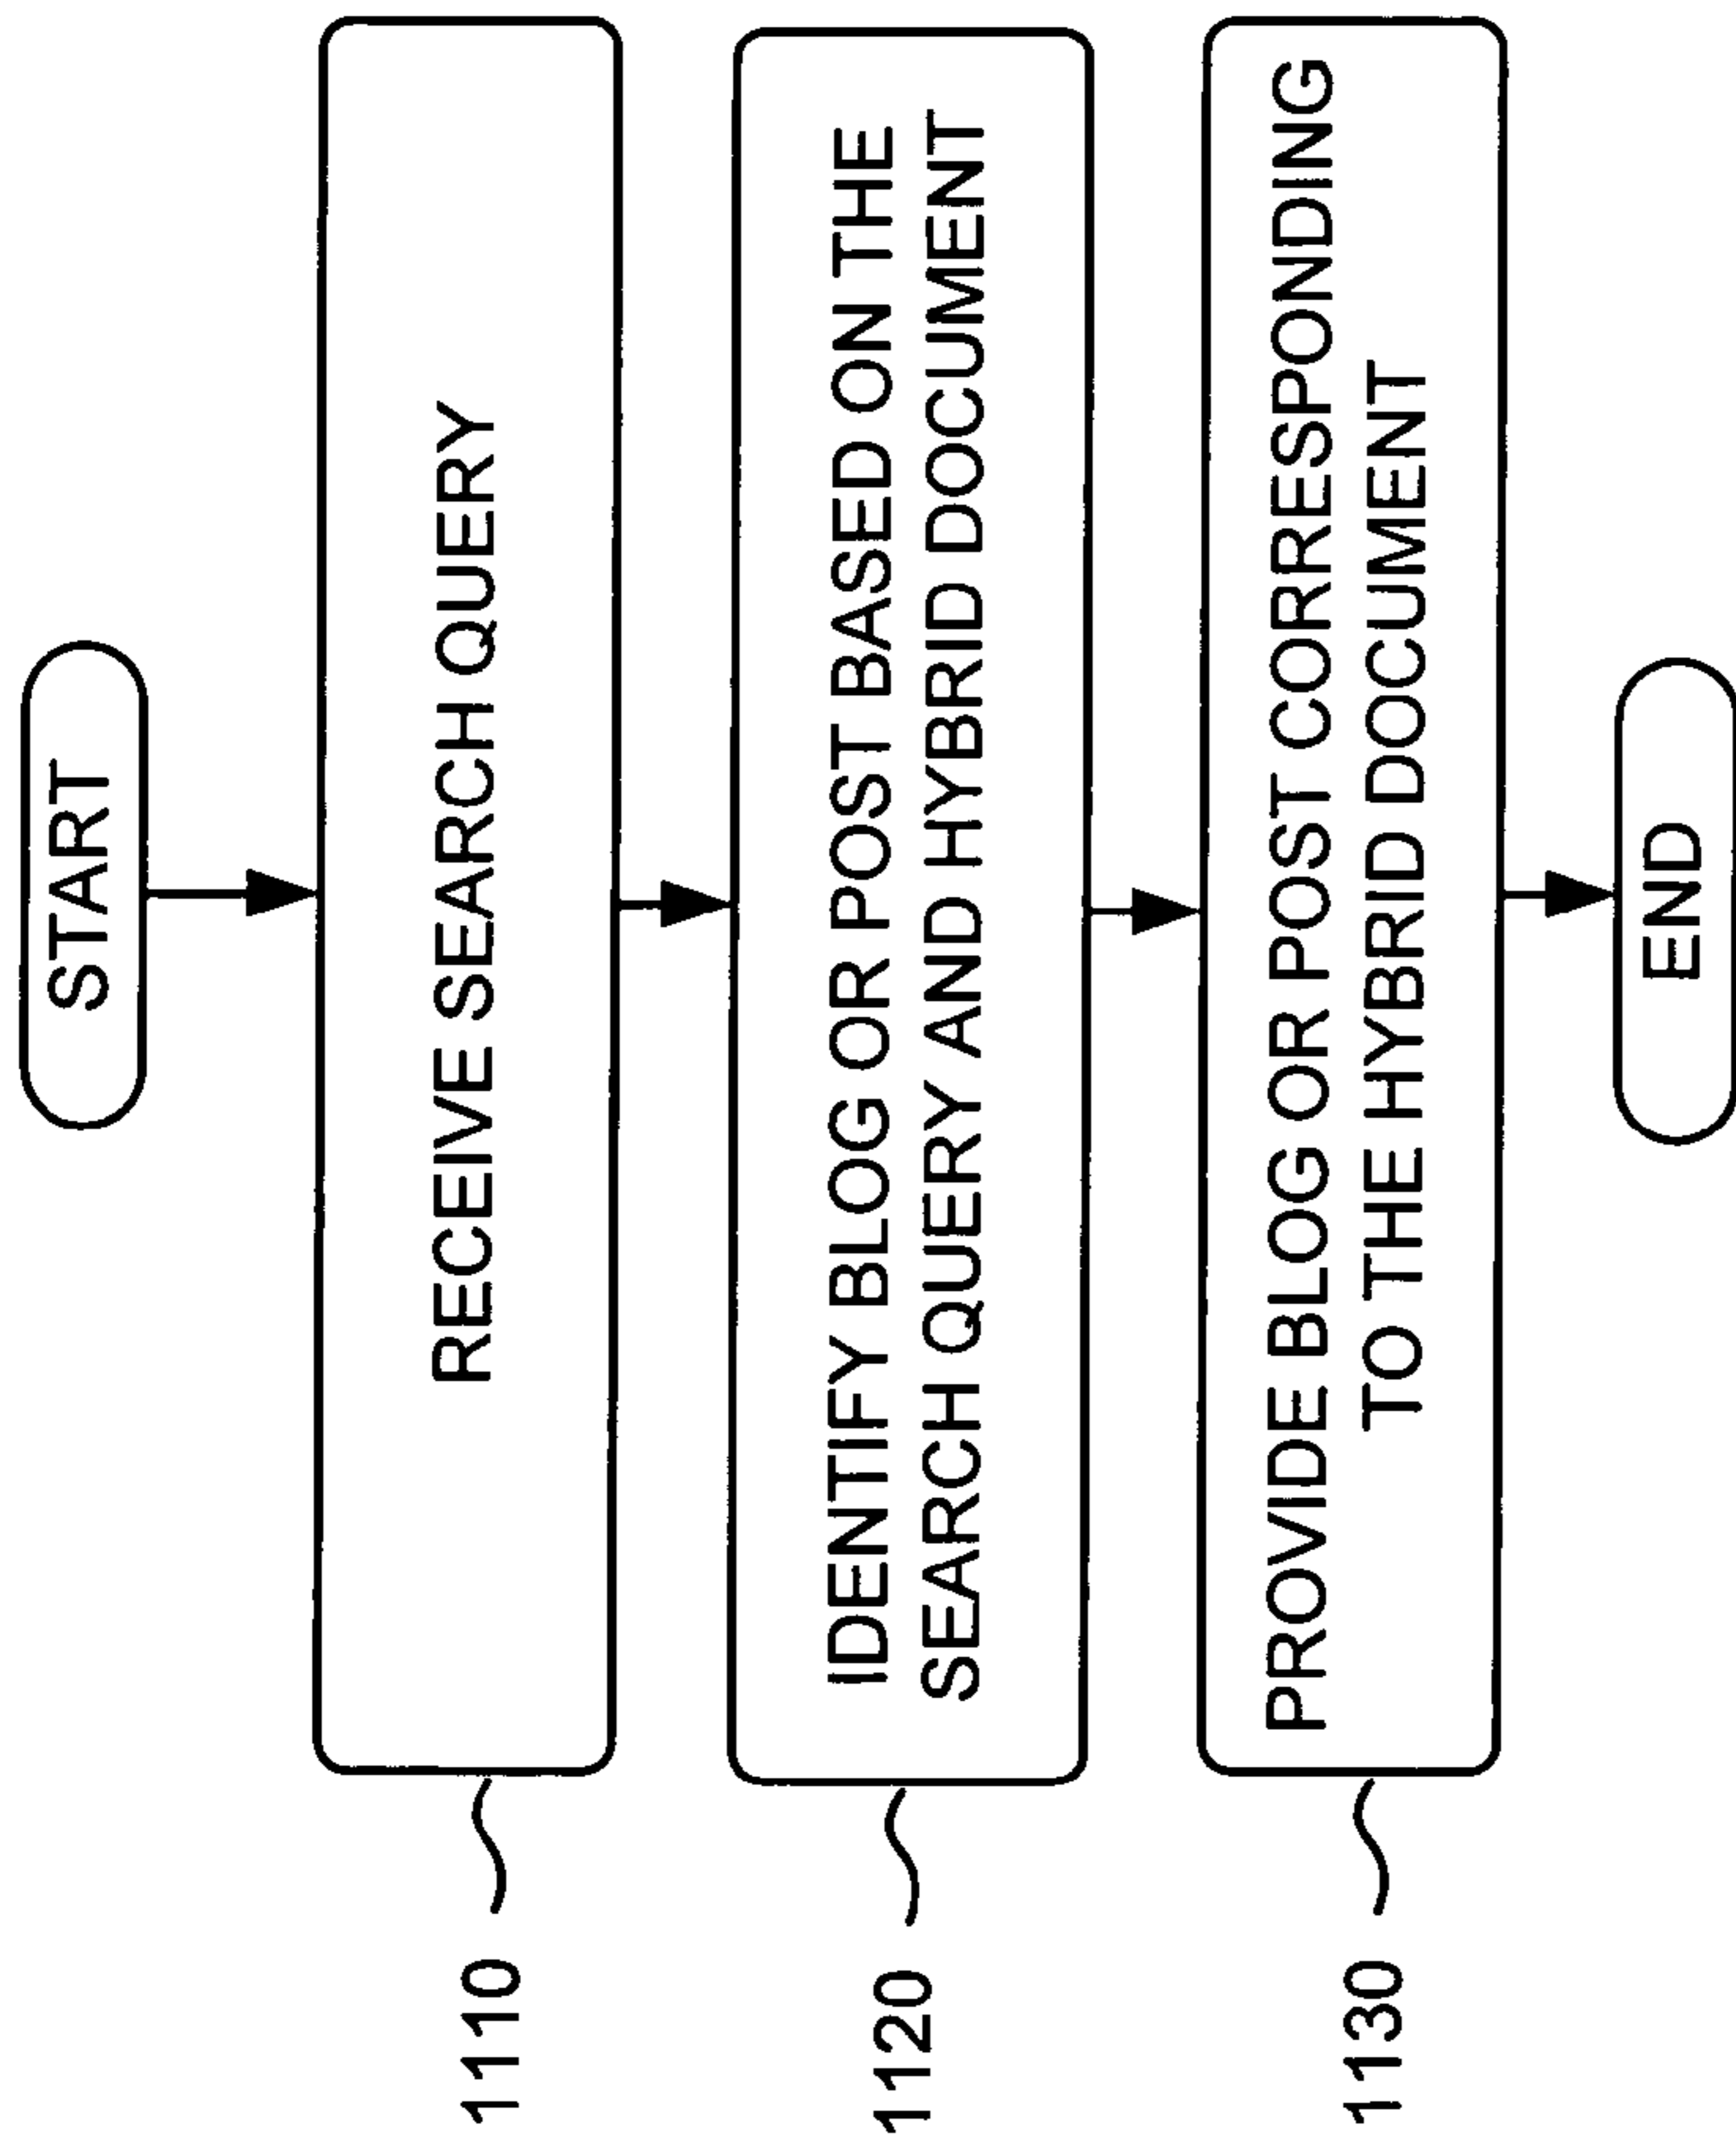 START
1110
RECEIVE SEARCH QUERY
1120
IDENTIFY BLOG OR POST BASED ON THE
SEARCH QUERY AND HYBRID DOCUMENT
1130
PROVIDE BLOG OR POST CORRESPONDING
TO THE HYBRID DOCUMENT
END